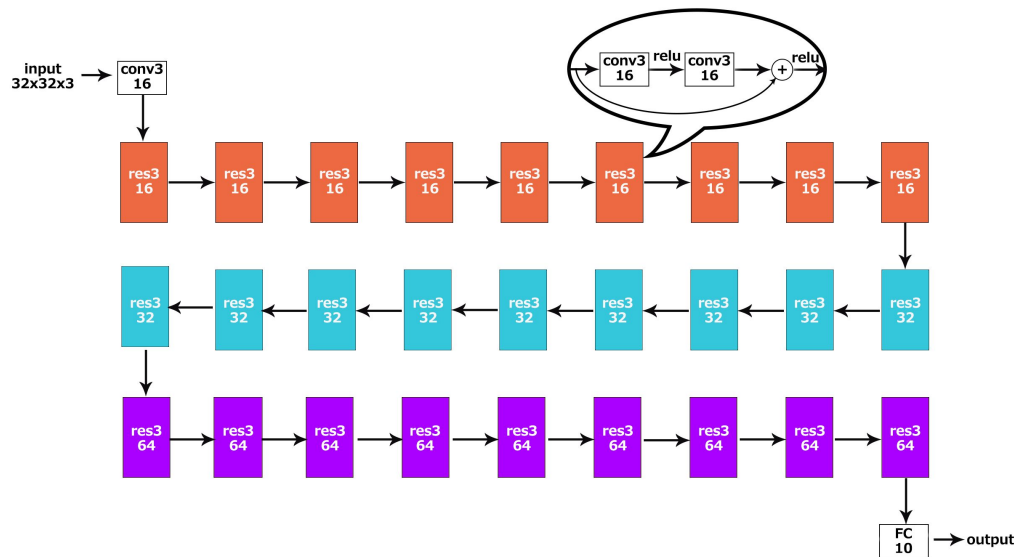 input
32x32x3
conv3
16
conv3
16
relu
conv3
16
+
relu
res3
16
res3
16
res3
16
res3
16
res3
16
res3
16
res3
16
res3
16
res3
16
res3
32
res3
32
res3
32
res3
32
res3
32
res3
32
res3
32
res3
32
res3
32
res3
64
res3
64
res3
64
res3
64
res3
64
res3
64
res3
64
res3
64
res3
64
FC
10
output